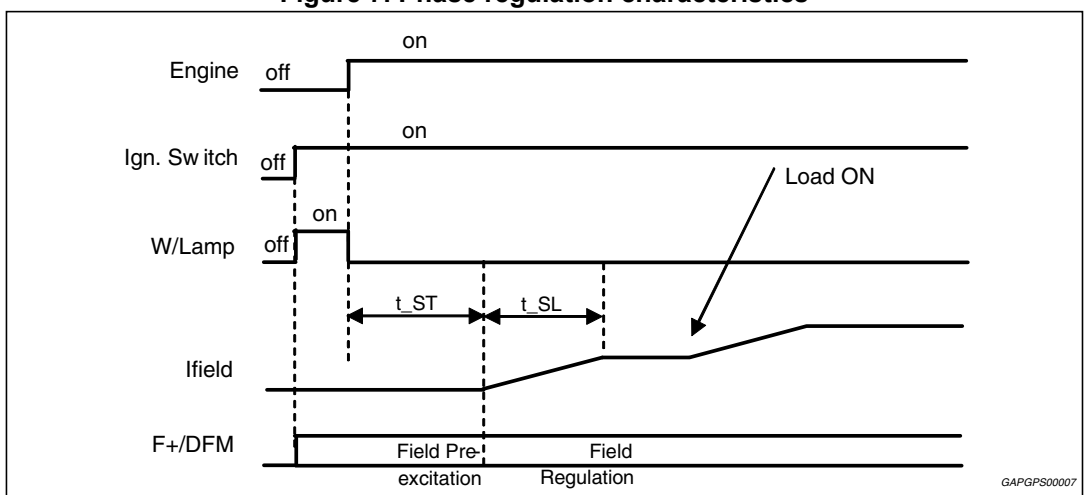 Figure 7. Phase regulation characteristics
on
Engine off
on
Ign. Switch off
Load ON
on
W/Lamp off
t_ST t_SL
Ifield
F+/DFM Field Pre- Field
excitation Regulation
GAPGPS00007